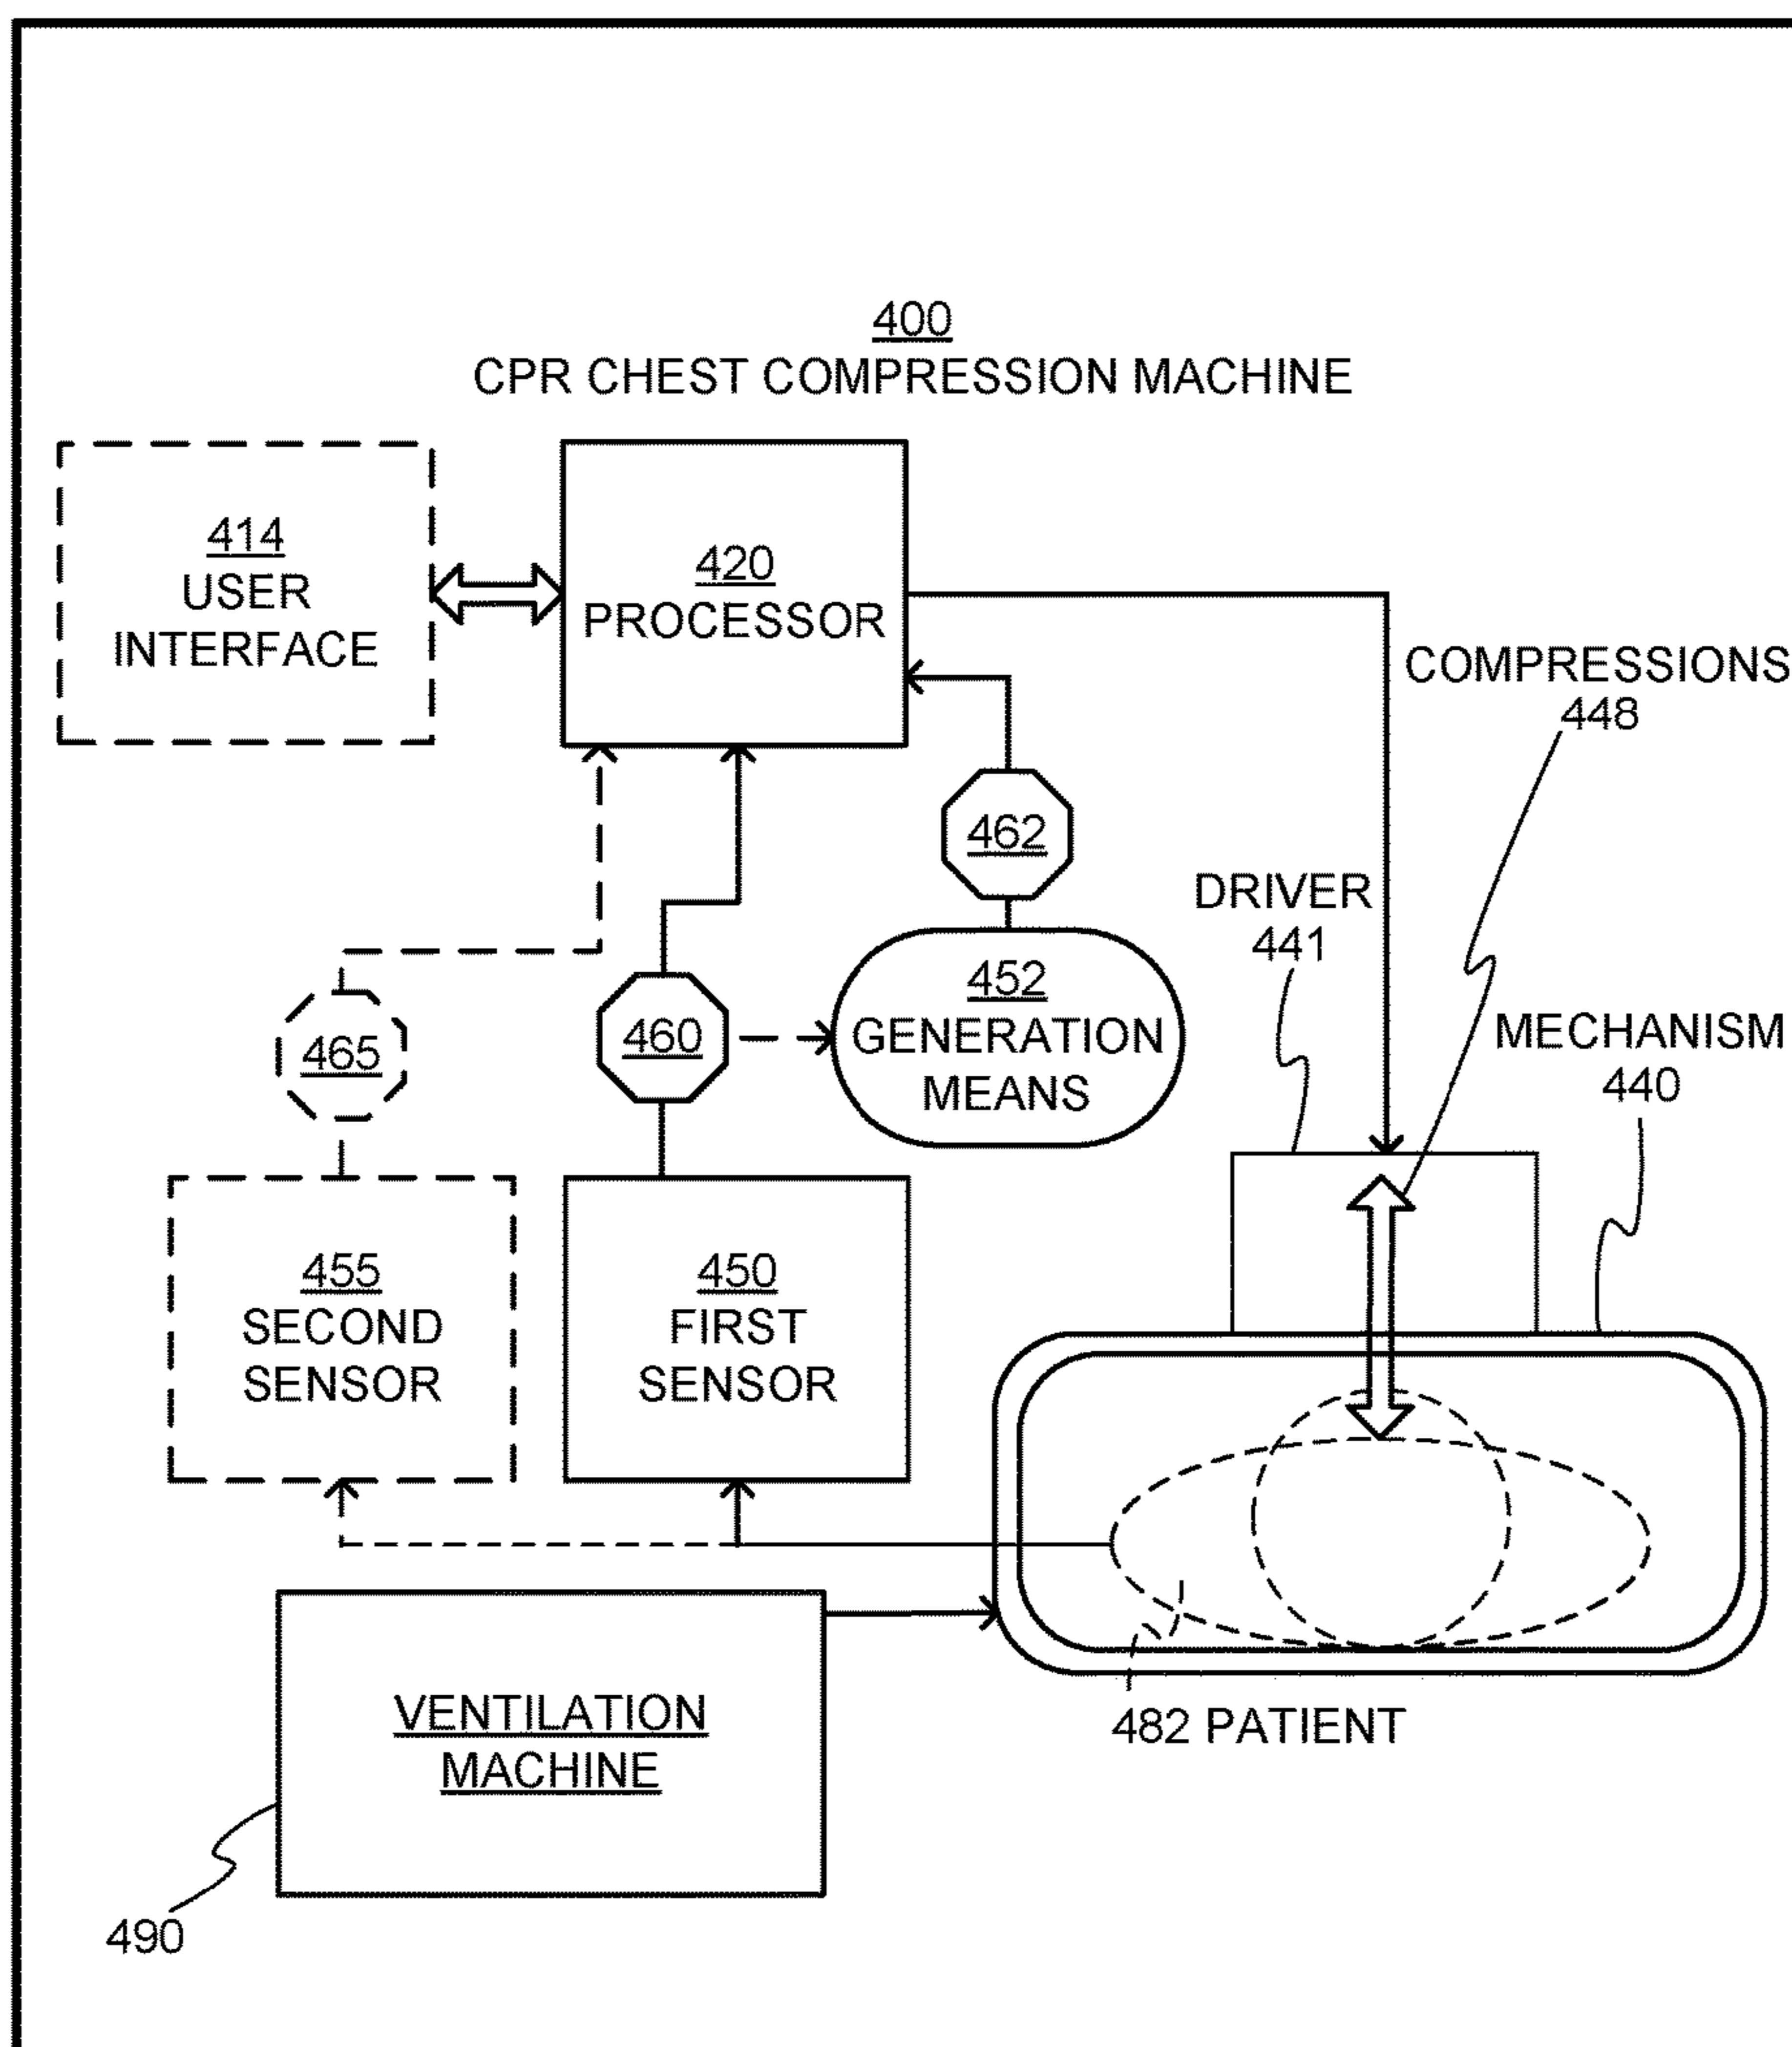 400
CPR CHEST COMPRESSION MACHINE
414
USER
INTERFACE
420
PROCESSOR
COMPRESSIONS
448
462
DRIVER
441
452
GENERATION
MEANS
460
465
MECHANISM
440
455
SECOND
SENSOR
450
FIRST
SENSOR
VENTILATION
MACHINE
482 PATIENT
490